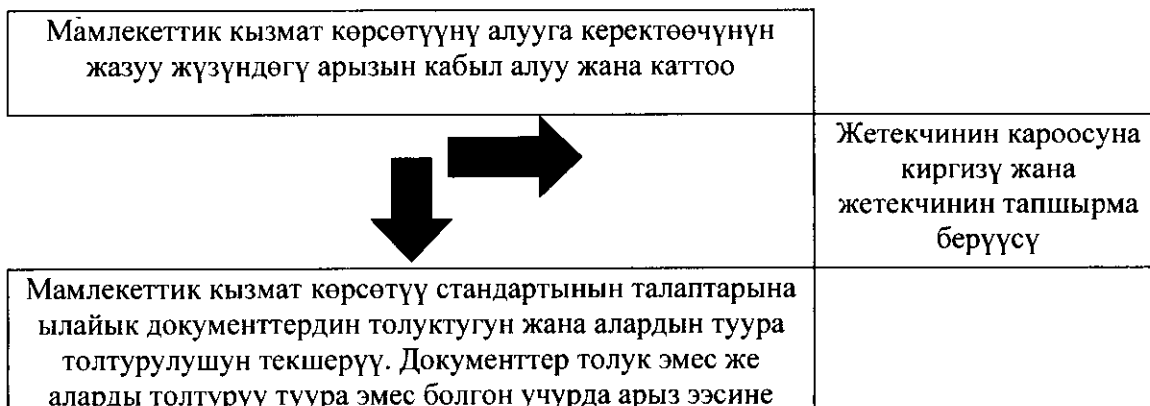 Мамлекеттик кызмат көрсөтүүнү алууга керектөөчүнүн
жазуу жүзүндөгү арызын кабыл алуу жана каттоо
Жетекчинин кароосуна
киргизү жана
жетекчинин тапшырма
берүүсү
Мамлекеттик кызмат көрсөтүү стандартынын талаптарына
ылайык документтердин толуктугун жана алардын туура
толтурулушун текшерүү. Документтер толук эмес же
аларды толтуруу туура эмес болгон учурда арыз ээсине